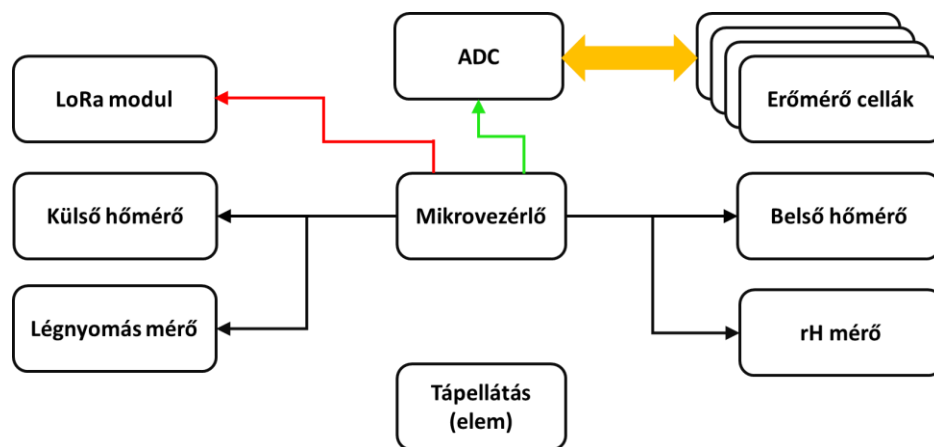 ADC
LoRa modul
Erőmérő cellák
Külső hőmérő
Mikrovezérlő
Belső hőmérő
Légnyomás mérő
rH mérő
Tápellátás
(elem)